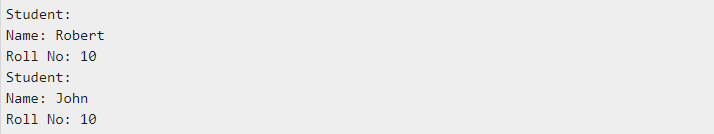 Student:
Name: Robert
Roll No: 10
Student:
Name: John
Roll No: 10